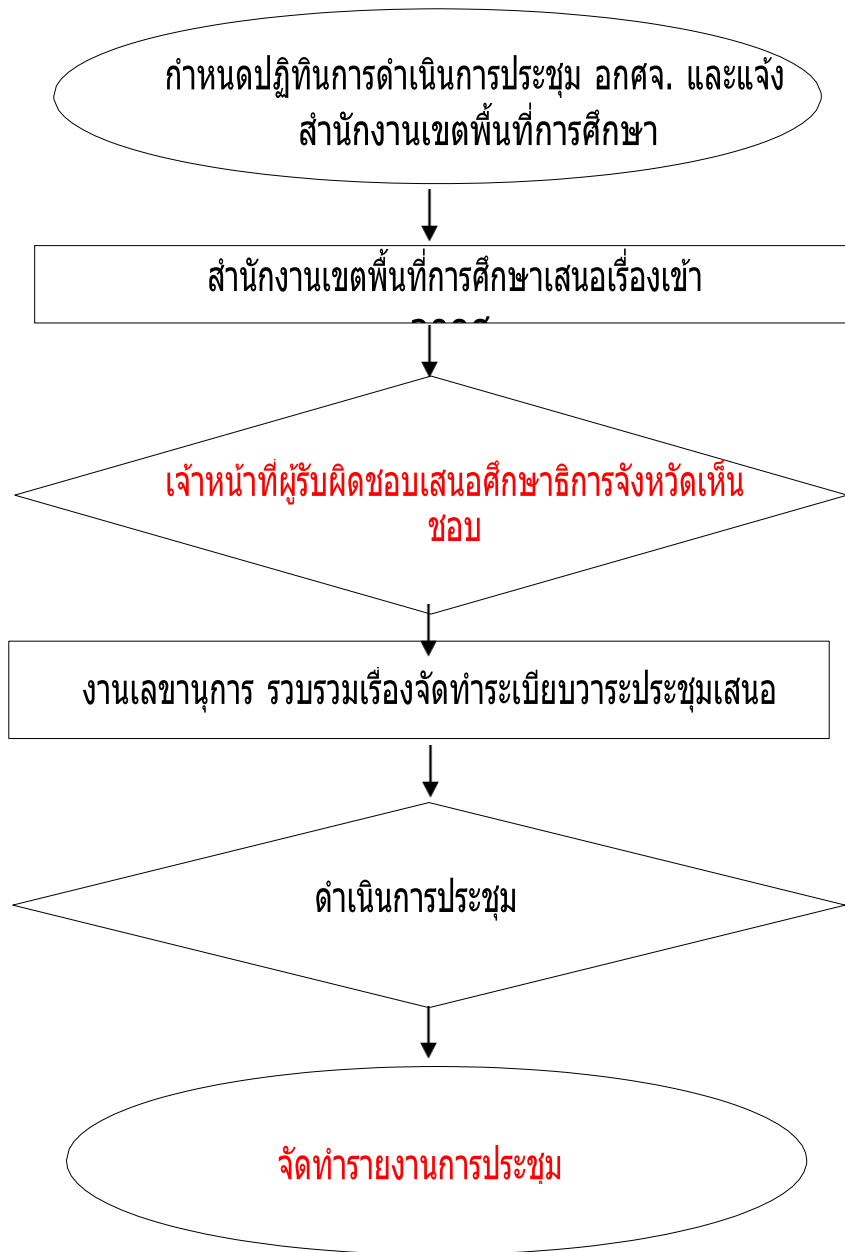 กำหนดปฏิทินการดำเนินการประชุม อกศจ. และแจ้ง
สำนักงานเขตพื้นที่การศึกษา
สำนักงานเขตพื้นที่การศึกษาเสนอเรื่องเข้า
เจ้าหน้าที่ผู้รับผิดชอบเสนอศึกษาธิการจังหวัดเห็น
ชอบ
งานเลขานุการ รวบรวมเรื่องจัดทำระเบียบวาระประชุมเสนอ
ดำเนินการประชุม
จัดทำรายงานการประชุม